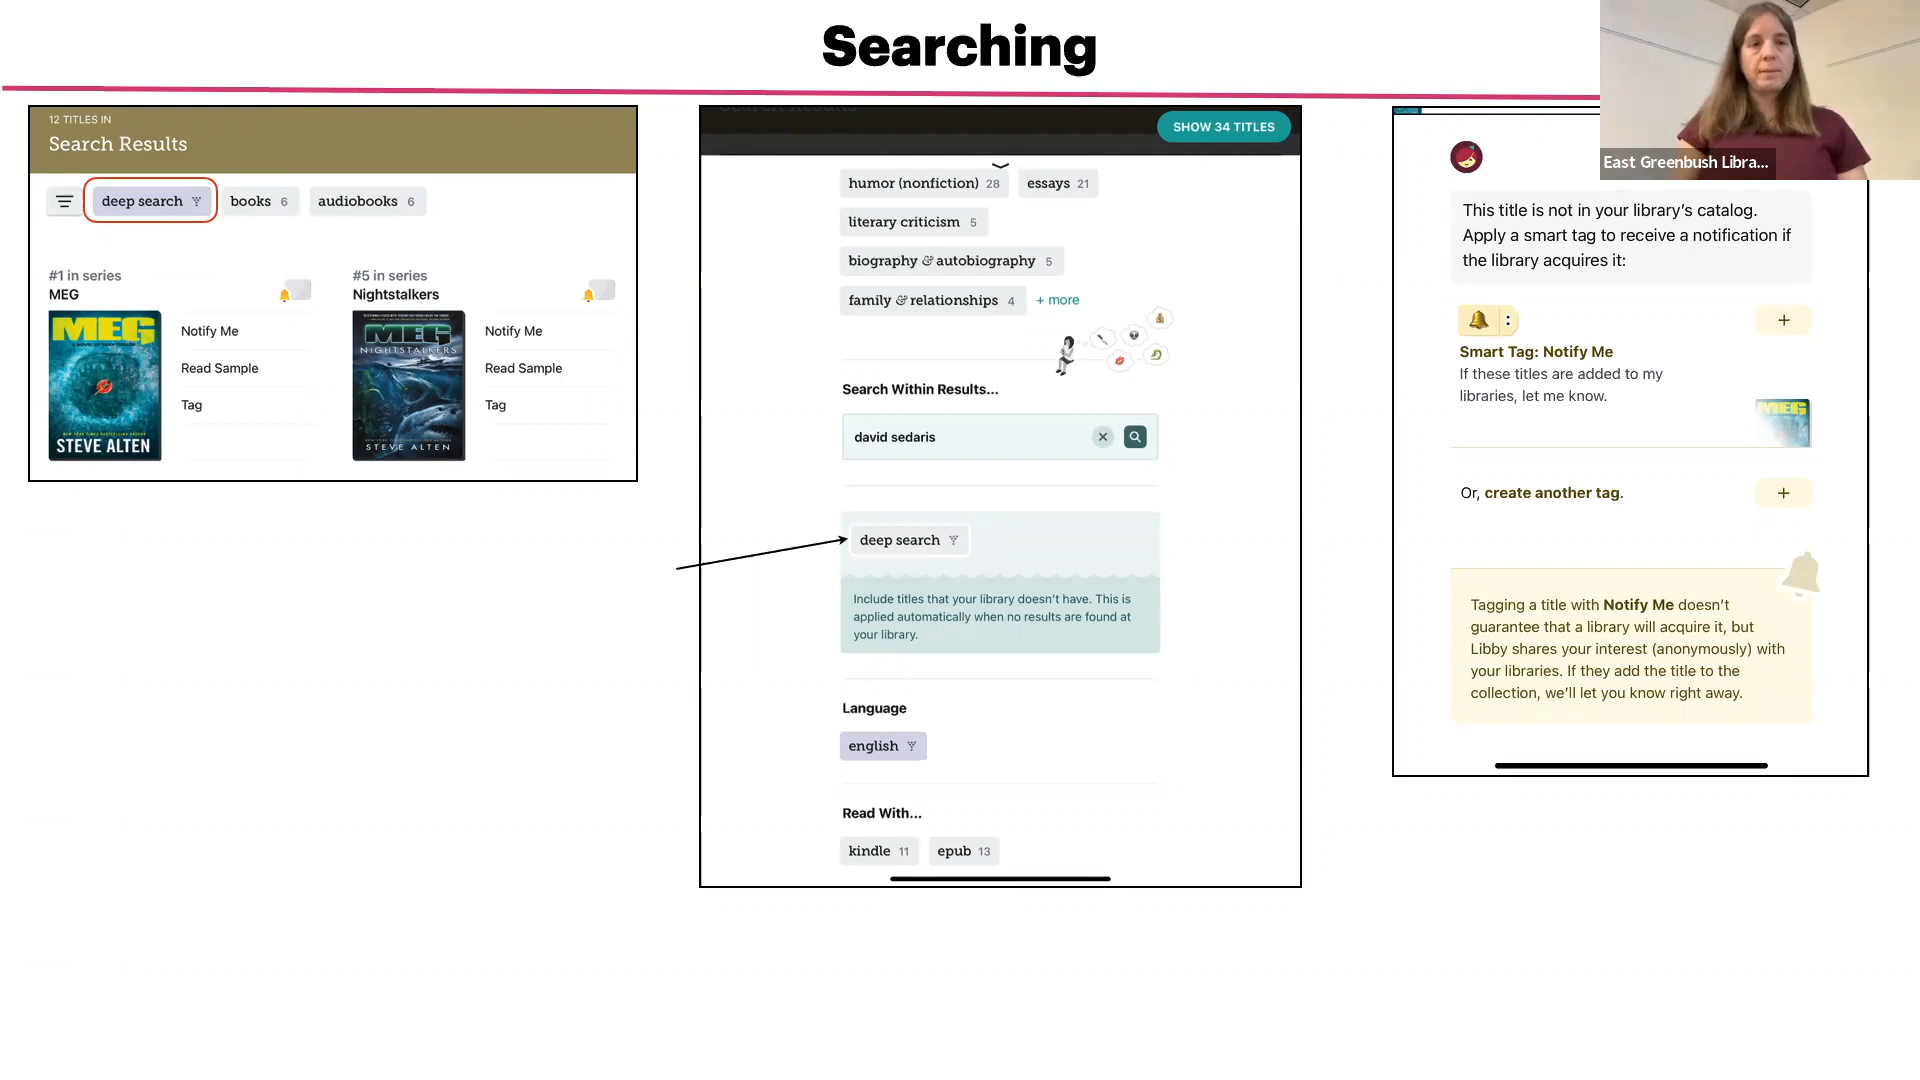 Searching
East Greenbush Libra...
12 TITLES IN
Search Results
deep search
books 6
audiobooks 6
#1 in series
MEG
MEG
STEVE ALTEN
Notify Me
Read Sample
Tag
#5 in series
Nightstalkers
MEG
NIGHTSTALKERS
STEVE ALTEN
Notify Me
Read Sample
Tag
SHOW 34 TITLES
humor (nonfiction) 28
essays 21
literary criticism 5
biography & autobiography 5
family & relationships 4
+ more
Search Within Results...
david sedaris
deep search
Include titles that your library doesn't have. This is
applied automatically when no results are found at
your library.
Language
english
Read With...
kindle 11
epub 13
This title is not in your library's catalog.
Apply a smart tag to receive a notification if
the library acquires it:
+
Smart Tag: Notify Me
If these titles are added to my
libraries, let me know.
MEG
Or, create another tag.
+
Tagging a title with Notify Me doesn't
guarantee that a library will acquire it, but
Libby shares your interest (anonymously) with
your libraries. If they add the title to the
collection, we'll let you know right away.